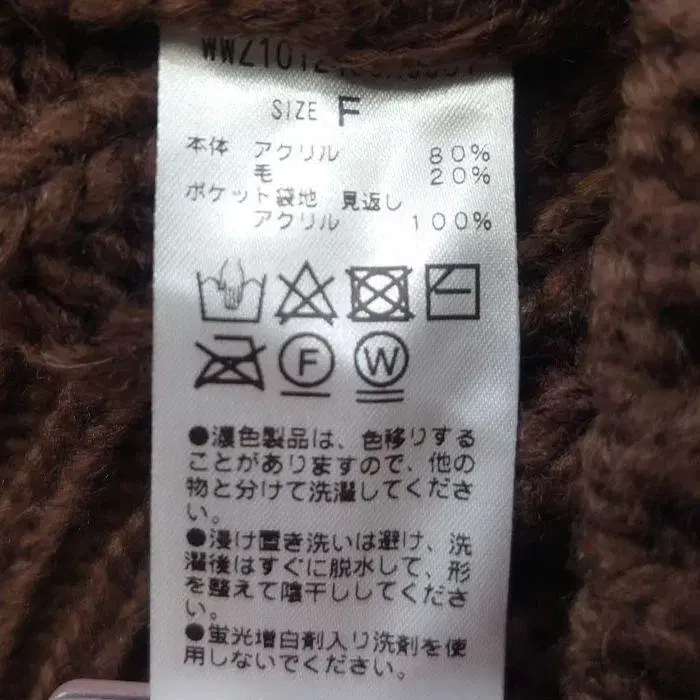 SIZE F
本体 アクリル 80%
毛 20%
ポケット袋地 見返し
アクリル 100%
F W
●濃色製品は、色移りする
ことがありますので、他の
物と分けて洗濯してくださ
い。
●浸け置き洗いは避け、洗
濯後はすぐに脱水して、形
を整えて陰干ししてくださ
い。
●蛍光増白剤入り洗剤を使
用しないでください。